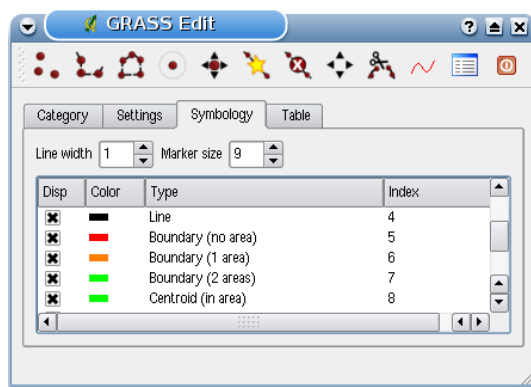 GRASS Edit
Category Settings Symbology Table
Line width 1 Marker size 9
Disp Color Type Index
Line 4
Boundary (no area) 5
Boundary (1 area) 6
Boundary (2 areas) 7
Centroid (in area) 8